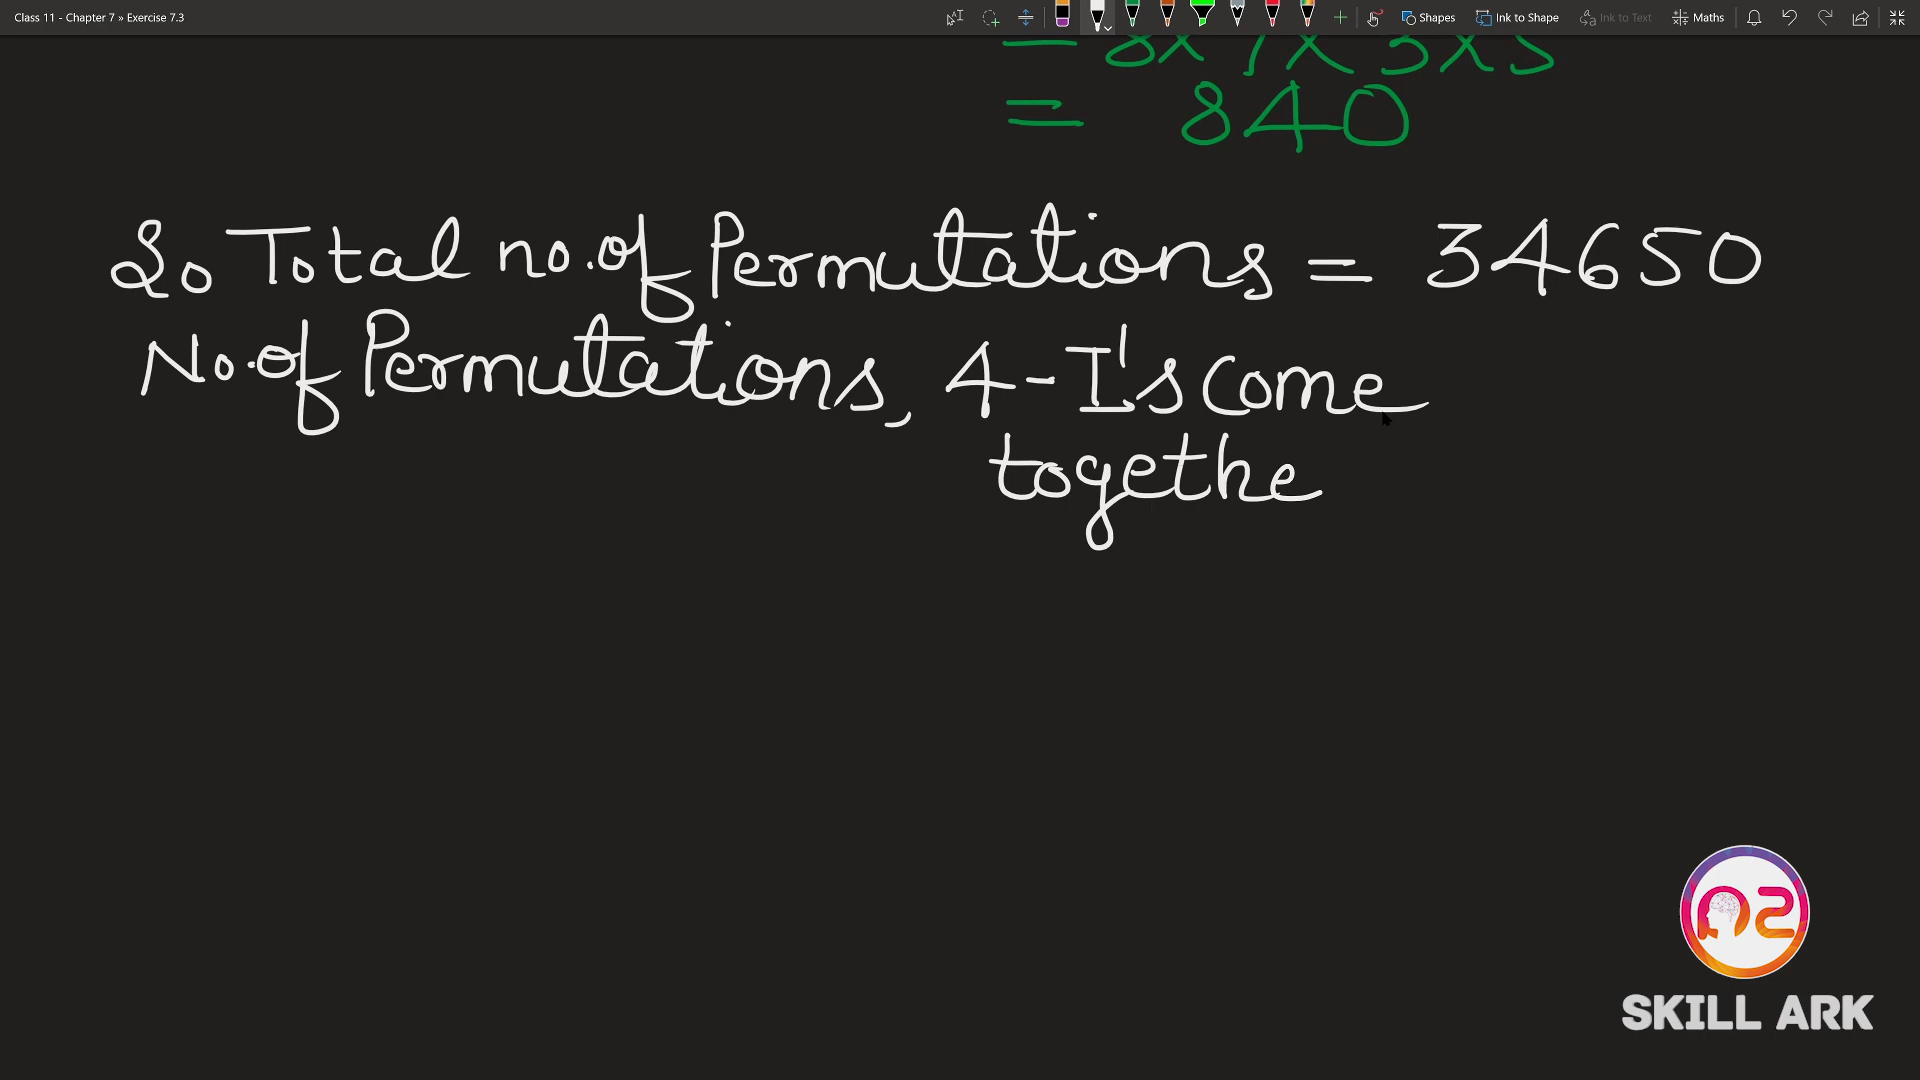 Class 11 - Chapter 7 » Exercise 7.3
Shapes Ink to Shape Ink to Text Maths
= 8x7x3x5
= 840
So Total no.of Permutations = 34650
No.of Permutations, 4-I's come
togethe
SKILL ARK